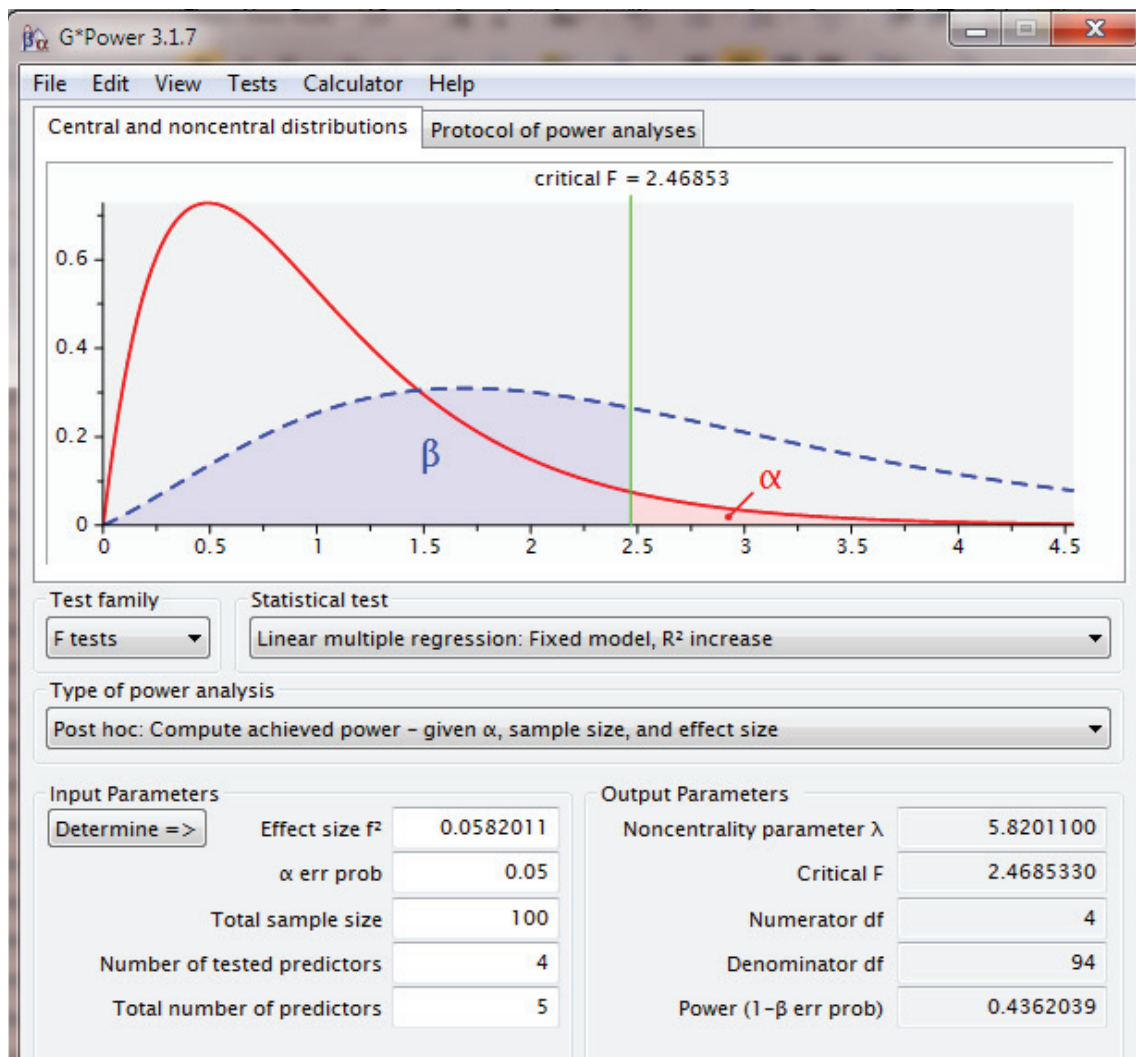 G*Power 3.1.7
File Edit View Tests Calculator Help
Central and noncentral distributions Protocol of power analyses
critical F = 2.46853
0.6
0.4
0.2
0
β
α
0 0.5 1 1.5 2 2.5 3 3.5 4 4.5
Test family Statistical test
F tests Linear multiple regression: Fixed model, R² increase
Type of power analysis
Post hoc: Compute achieved power – given α, sample size, and effect size
Input Parameters Output Parameters
Determine => Effect size f² 0.0582011 Noncentrality parameter λ 5.8201100
α err prob 0.05 Critical F 2.4685330
Total sample size 100 Numerator df 4
Number of tested predictors 4 Denominator df 94
Total number of predictors 5 Power (1-β err prob) 0.4362039